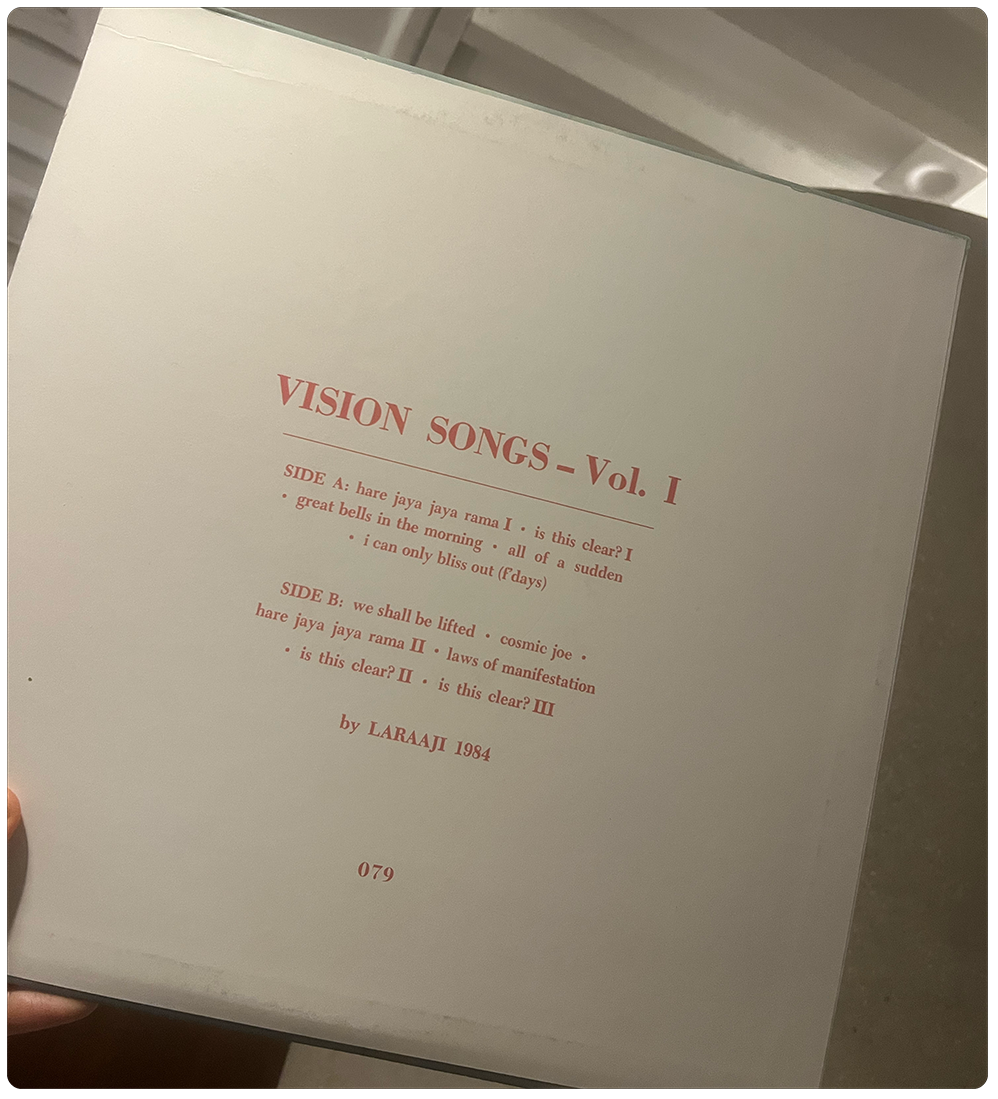 VISION SONGS – Vol. I
SIDE A: hare jaya jaya rama I • is this clear? I
• great bells in the morning • all of a sudden
• i can only bliss out (f'days)
SIDE B: we shall be lifted • cosmic joe •
hare jaya jaya rama II • laws of manifestation
• is this clear? II • is this clear? III
by LARAAJI 1984
079